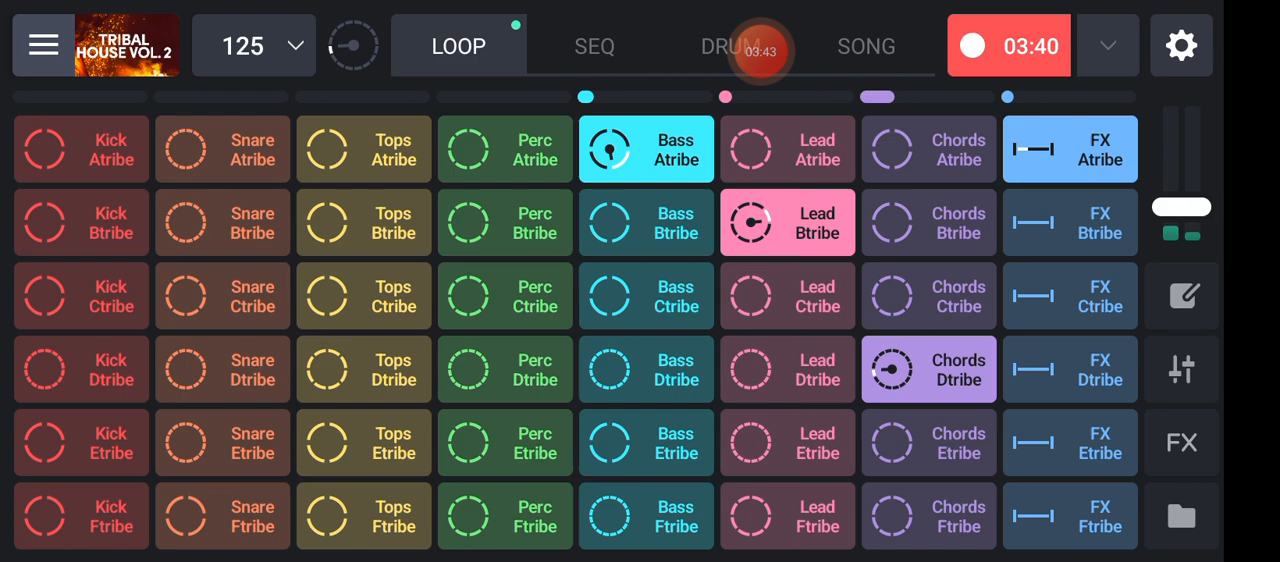 TRIBAL
HOUSE VOL. 2
125
LOOP
SEQ
DRUM
03:43
SONG
03:40
Kick
Atribe
Snare
Atribe
Tops
Atribe
Perc
Atribe
Bass
Atribe
Lead
Atribe
Chords
Atribe
FX
Atribe
Kick
Btribe
Snare
Btribe
Tops
Btribe
Perc
Btribe
Bass
Btribe
Lead
Btribe
Chords
Btribe
FX
Btribe
Kick
Ctribe
Snare
Ctribe
Tops
Ctribe
Perc
Ctribe
Bass
Ctribe
Lead
Ctribe
Chords
Ctribe
FX
Ctribe
Kick
Dtribe
Snare
Dtribe
Tops
Dtribe
Perc
Dtribe
Bass
Dtribe
Lead
Dtribe
Chords
Dtribe
FX
Dtribe
Kick
Etribe
Snare
Etribe
Tops
Etribe
Perc
Etribe
Bass
Etribe
Lead
Etribe
Chords
Etribe
FX
Etribe
FX
Kick
Ftribe
Snare
Ftribe
Tops
Ftribe
Perc
Ftribe
Bass
Ftribe
Lead
Ftribe
Chords
Ftribe
FX
Ftribe